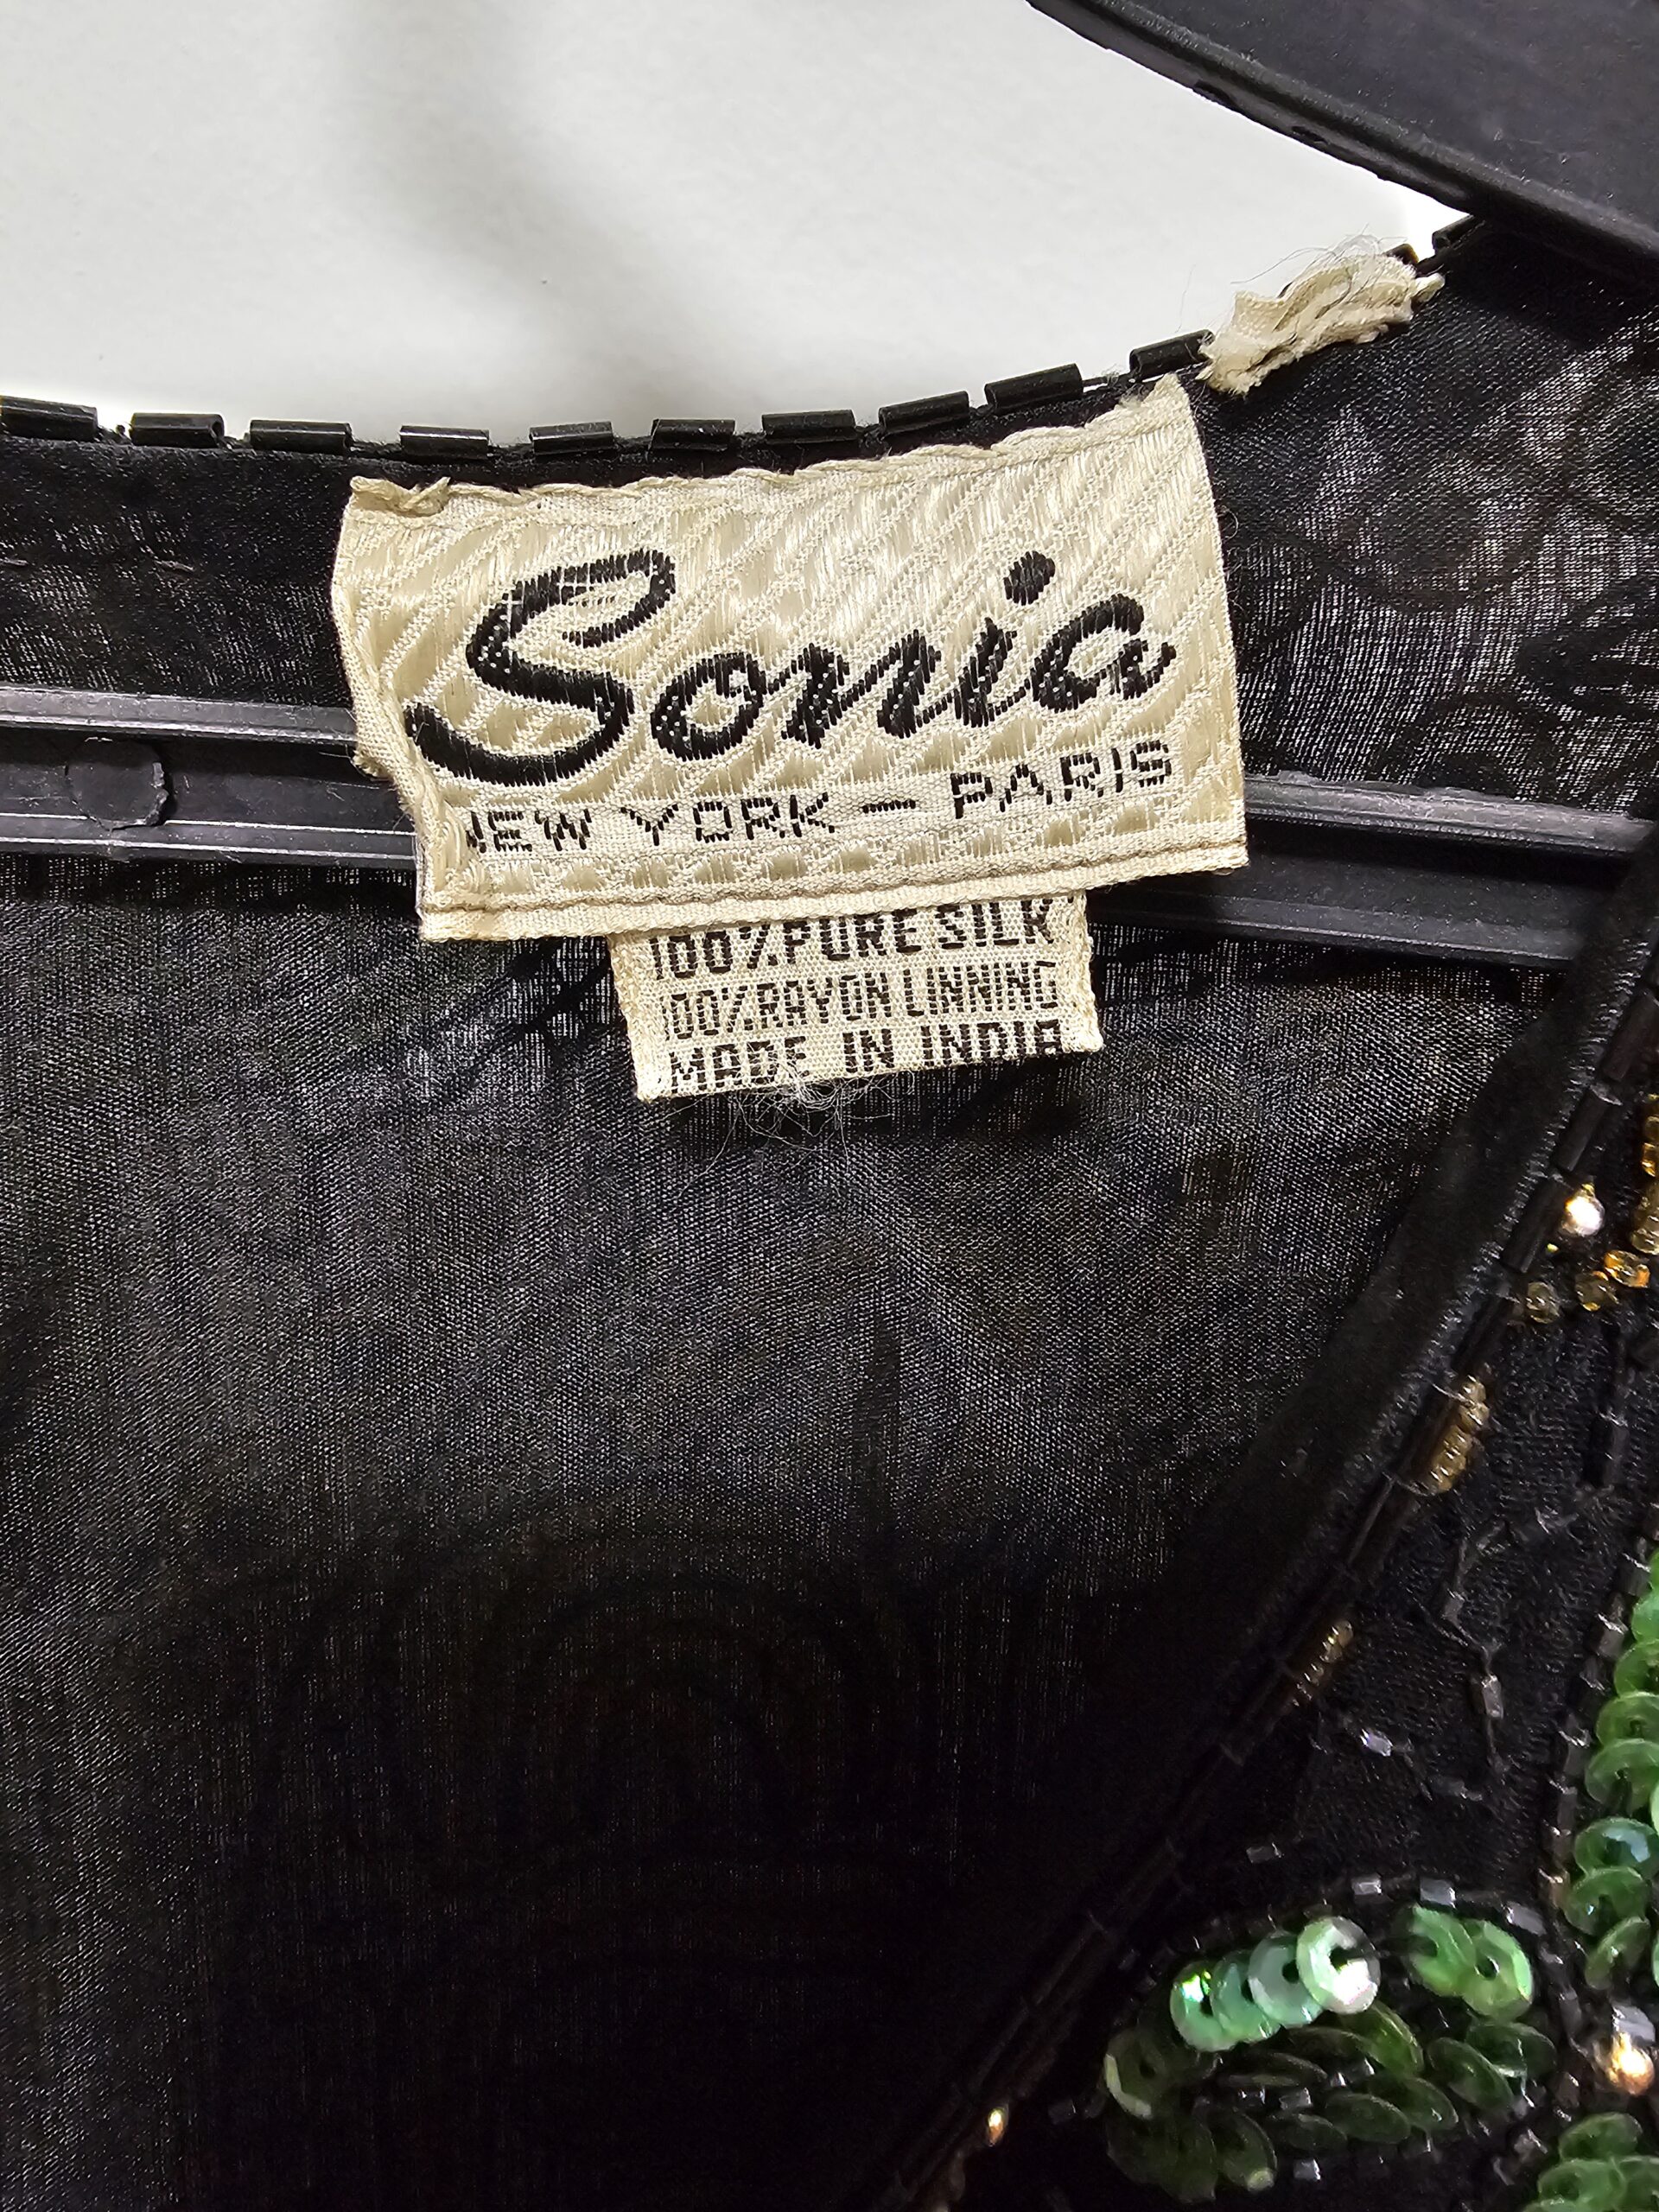 Sonia
NEW YORK - PARIS
100% PURE SILK
100% RAYON LINNING
MADE IN INDIA